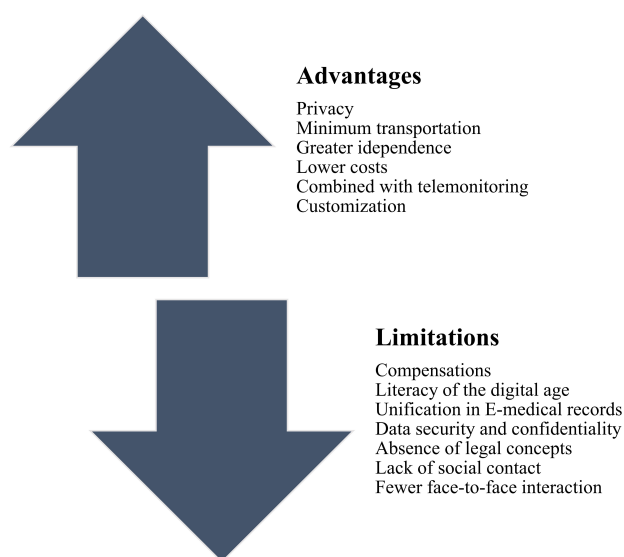 Advantages
Privacy
Minimum transportation
Greater idependence
Lower costs
Combined with telemonitoring
Customization
Limitations
Compensations
Literacy of the digital age
Unification in E-medical records
Data security and confidentiality
Absence of legal concepts
Lack of social contact
Fewer face-to-face interaction